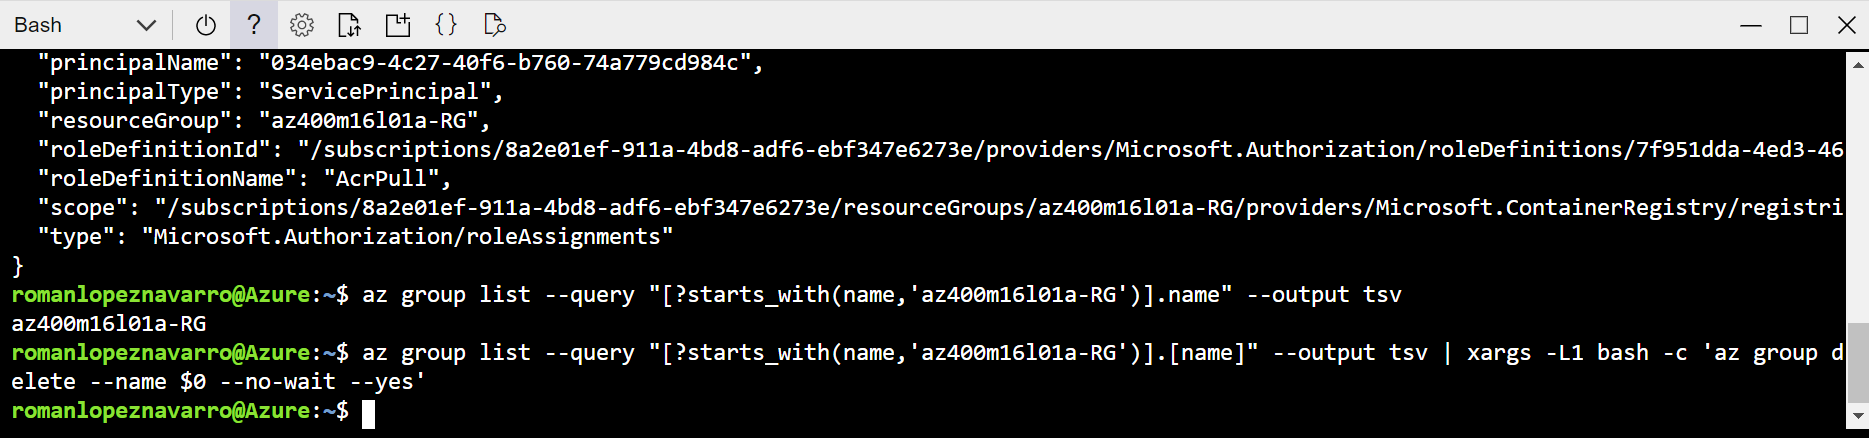 Bash
?
"principalName": "034ebac9-4c27-40f6-b760-74a779cd984c",
"principalType": "ServicePrincipal",
"resourceGroup": "az400m16l01a-RG",
"roleDefinitionId": "/subscriptions/8a2e01ef-911a-4bd8-adf6-ebf347e6273e/providers/Microsoft.Authorization/roleDefinitions/7f951dda-4ed3-46
"roleDefinitionName": "AcrPull",
"scope": "/subscriptions/8a2e01ef-911a-4bd8-adf6-ebf347e6273e/resourceGroups/az400m16l01a-RG/providers/Microsoft.ContainerRegistry/registri
"type": "Microsoft.Authorization/roleAssignments"
}
romanlopeznavarro@Azure:~$ az group list --query "[?starts_with(name,'az400m16l01a-RG')].name" --output tsv
az400m16l01a-RG
romanlopeznavarro@Azure:~$ az group list --query "[?starts_with(name,'az400m16l01a-RG')].[name]" --output tsv | xargs -L1 bash -c 'az group d
elete --name $0 --no-wait --yes'
romanlopeznavarro@Azure:~$